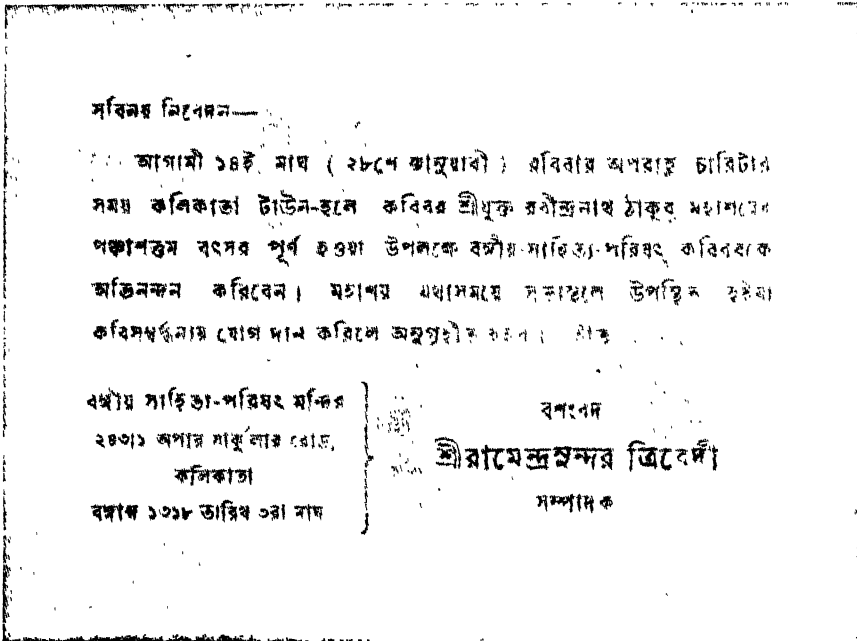 সবিনয় নিবেদন—
আগামী ১৪ই মাঘ ( ২৮শে জানুয়ারী ) রবিবার অপরাহ্ণ চারিটার
সময় কলিকাতা টাউন-হলে কবিবর শ্রীযুক্ত রবীন্দ্রনাথ ঠাকুর মহাশয়ের
পঞ্চাশত্তম বৎসর পূর্ণ হওয়া উপলক্ষে বঙ্গীয়-সাহিত্য-পরিষৎ কবিবরকে
অভিনন্দন করিবেন। মহাশয় যথাসময়ে সভাস্থলে উপস্থিত হইয়া
কবিসম্বর্দ্ধনায় যোগ দান করিলে অনুগৃহীত হইব। ইতি
বঙ্গীয় সাহিত্য-পরিষৎ মন্দির
২৪৩/১ অপার সার্কুলার রোড,
কলিকাতা
বঙ্গাব্দ ১৩১৮ তারিখ ৩রা মাঘ
বশংবদ
শ্রীরামেন্দ্রসুন্দর ত্রিবেদী
সম্পাদক